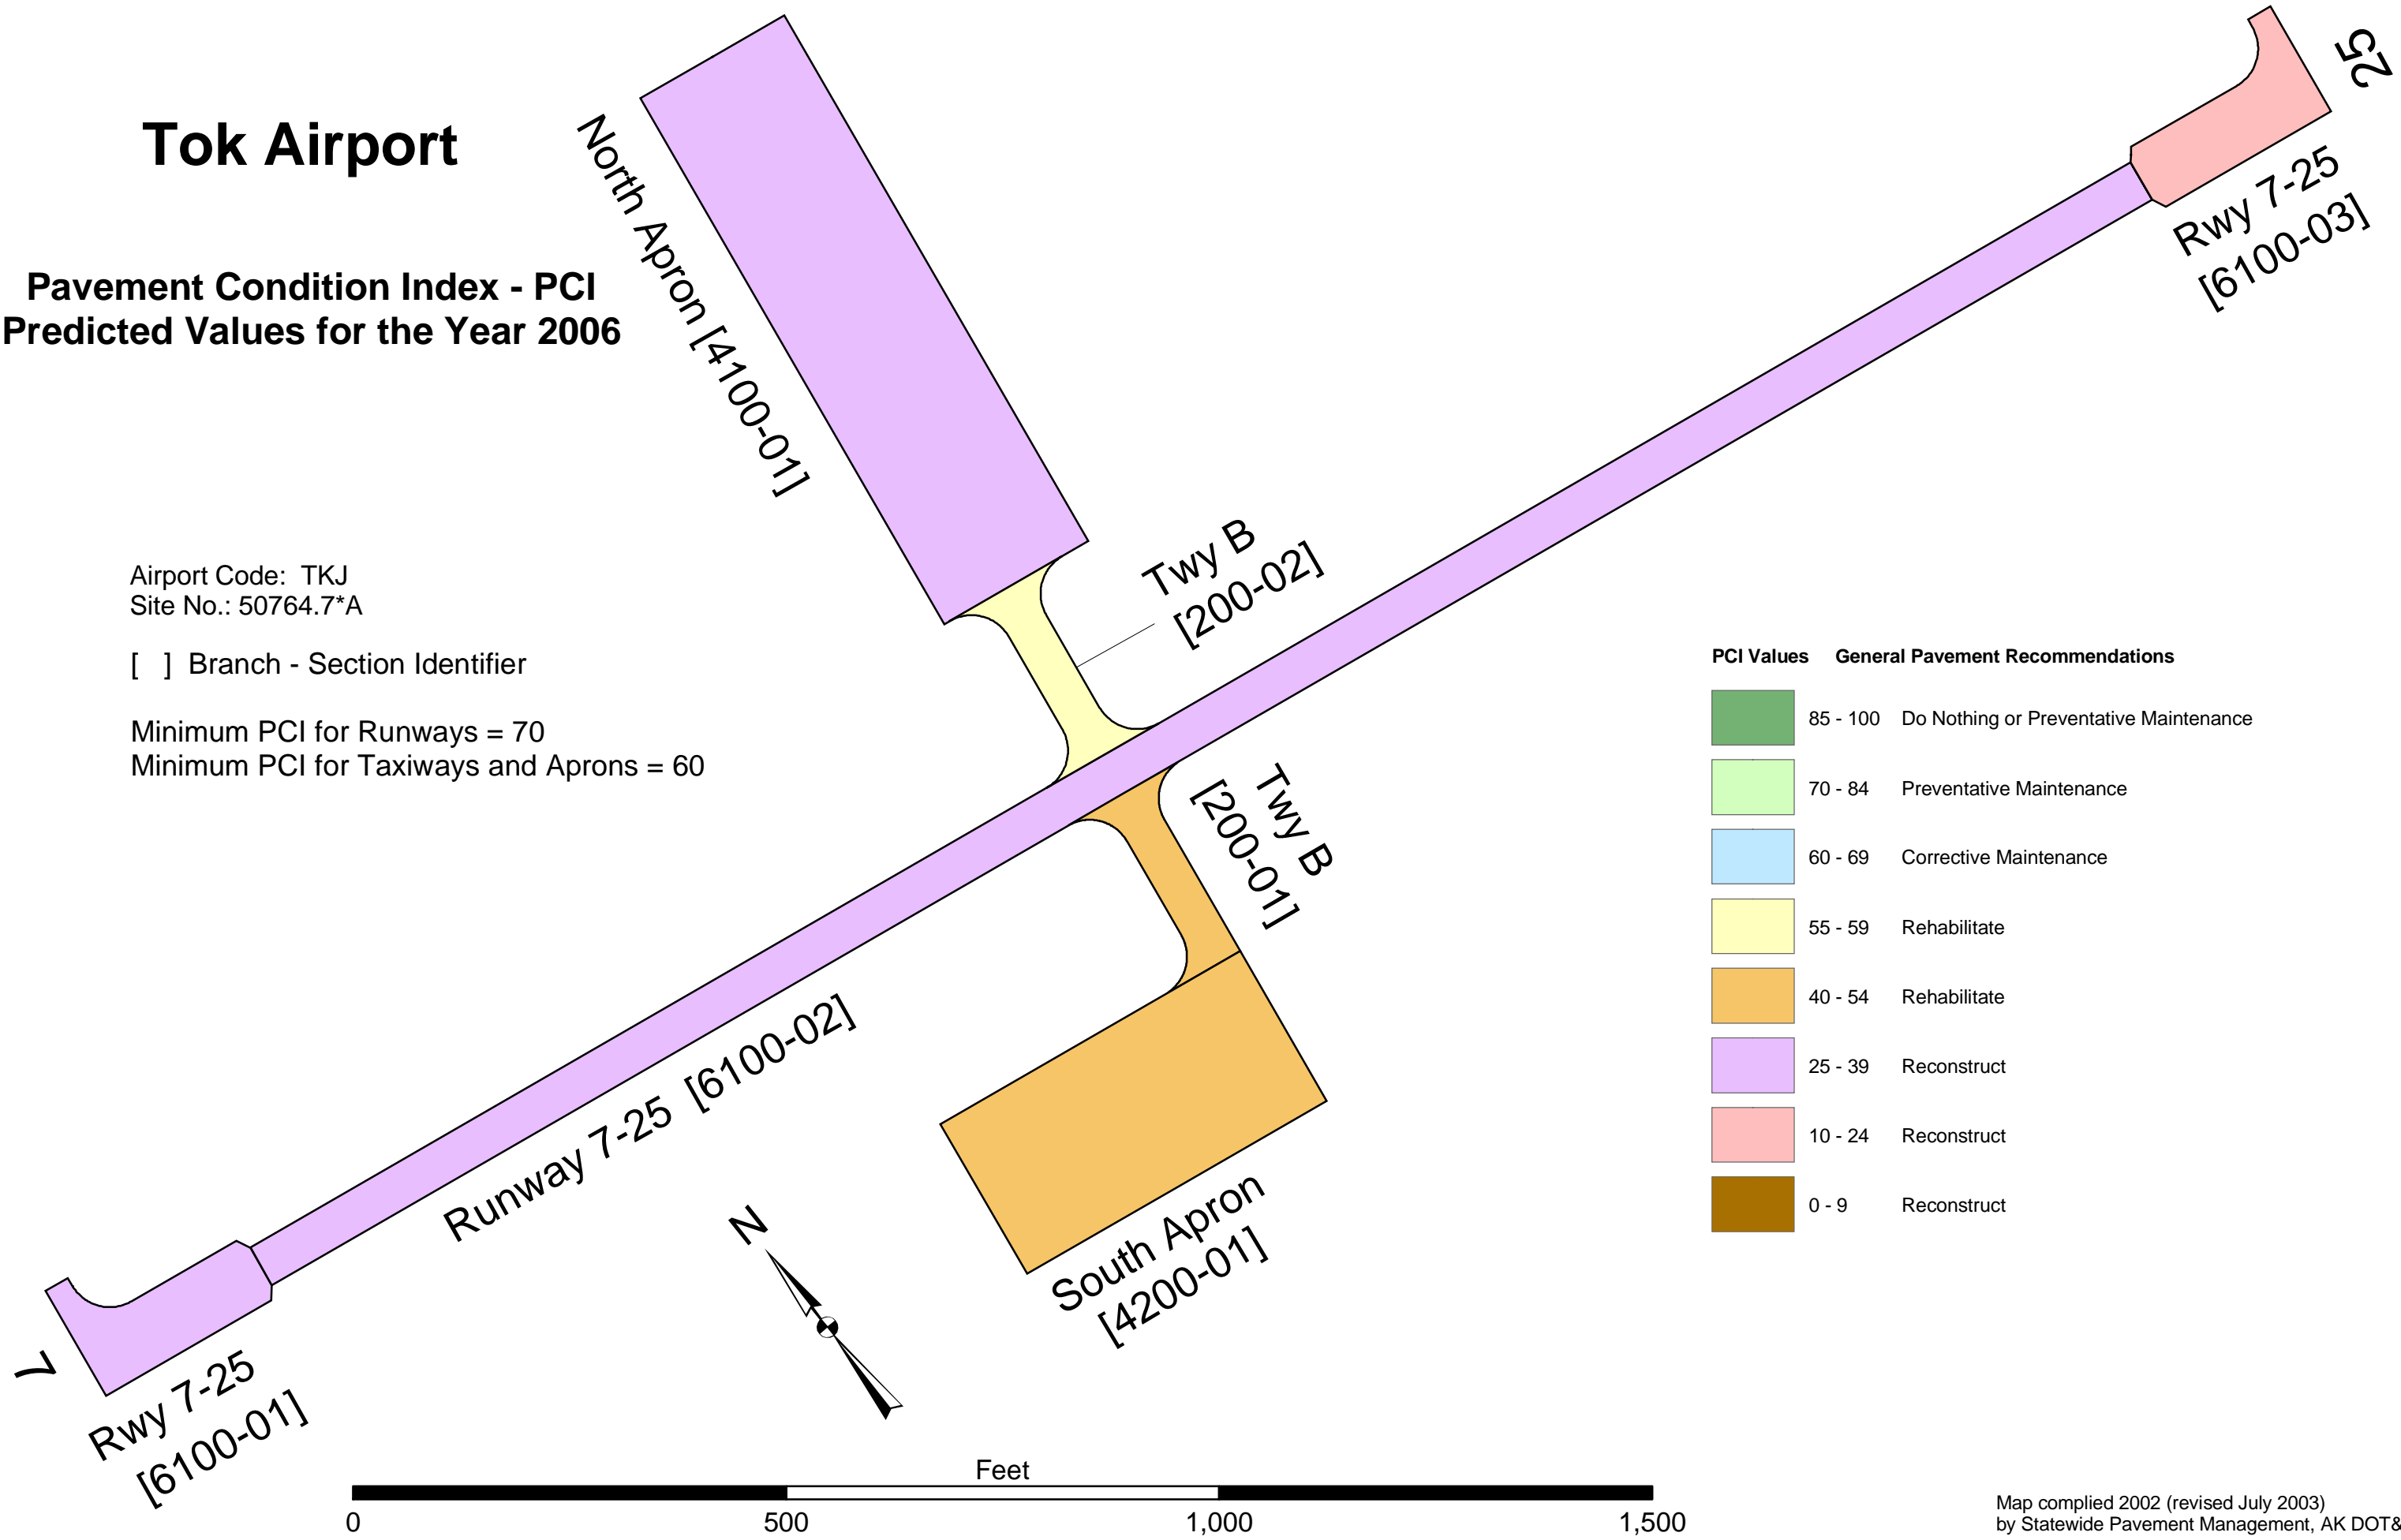 Tok Airport
Pavement Condition Index - PCI
Predicted Values for the Year 2006
Airport Code:  TKJ
Site No.: 50764.7*A
[   ]  Branch - Section Identifier
Minimum PCI for Runways = 70
Minimum PCI for Taxiways and Aprons = 60
North Apron [4100-01]
25
Rwy 7-25
[6100-03]
Twy B
[200-02]
Twy B
[200-01]
Runway 7-25  [6100-02]
South Apron
[4200-01]
7
Rwy 7-25
[6100-01]
N
PCI Values   General Pavement Recommendations
85 - 100   Do Nothing or Preventative Maintenance
70 - 84   Preventative Maintenance
60 - 69   Corrective Maintenance
55 - 59   Rehabilitate
40 - 54   Rehabilitate
25 - 39   Reconstruct
10 - 24   Reconstruct
0 - 9   Reconstruct
Feet
0   500   1,000   1,500
Map complied 2002 (revised July 2003)
by Statewide Pavement Management, AK DOT&